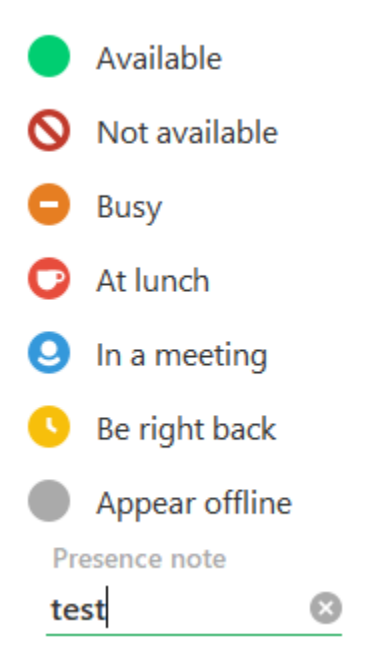 Available
Not available
Busy
At lunch
In a meeting
Be right back
Appear offline
Presence note
test